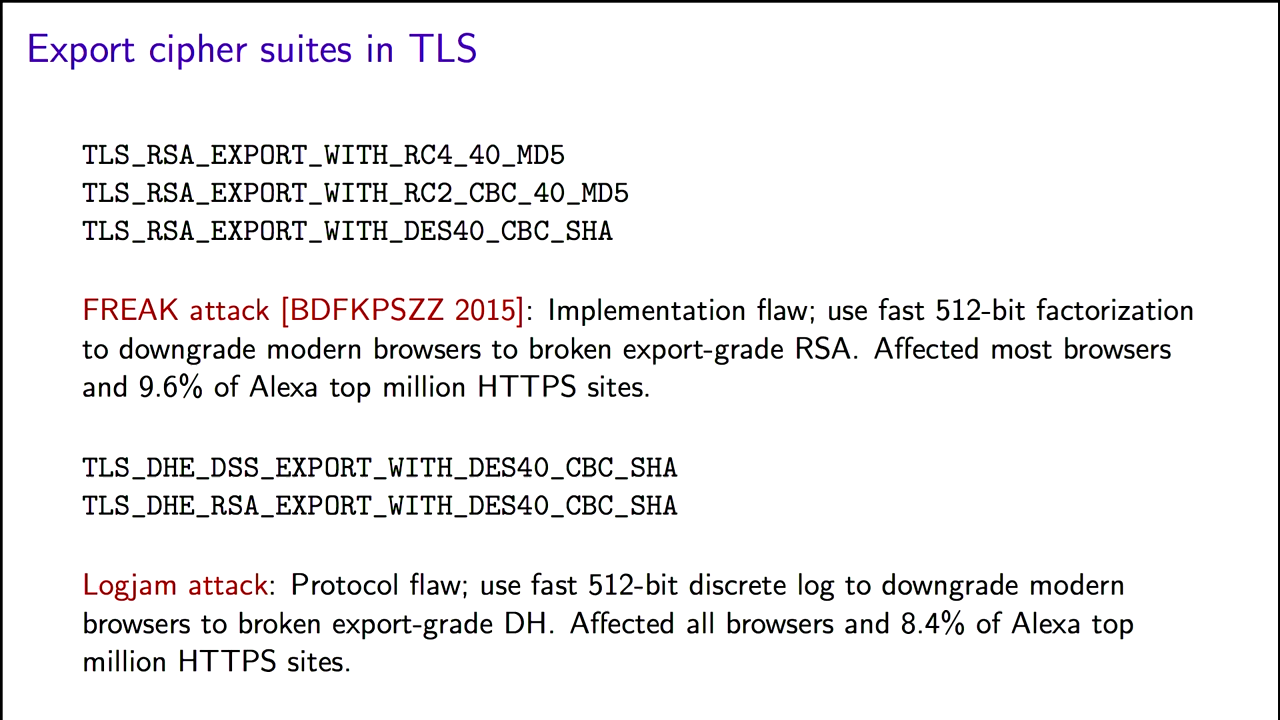 Export cipher suites in TLS
TLS_RSA_EXPORT_WITH_RC4_40_MD5
TLS_RSA_EXPORT_WITH_RC2_CBC_40_MD5
TLS_RSA_EXPORT_WITH_DES40_CBC_SHA
FREAK attack [BDFKPSZZ 2015]: Implementation flaw; use fast 512-bit factorization
to downgrade modern browsers to broken export-grade RSA. Affected most browsers
and 9.6% of Alexa top million HTTPS sites.
TLS_DHE_DSS_EXPORT_WITH_DES40_CBC_SHA
TLS_DHE_RSA_EXPORT_WITH_DES40_CBC_SHA
Logjam attack: Protocol flaw; use fast 512-bit discrete log to downgrade modern
browsers to broken export-grade DH. Affected all browsers and 8.4% of Alexa top
million HTTPS sites.